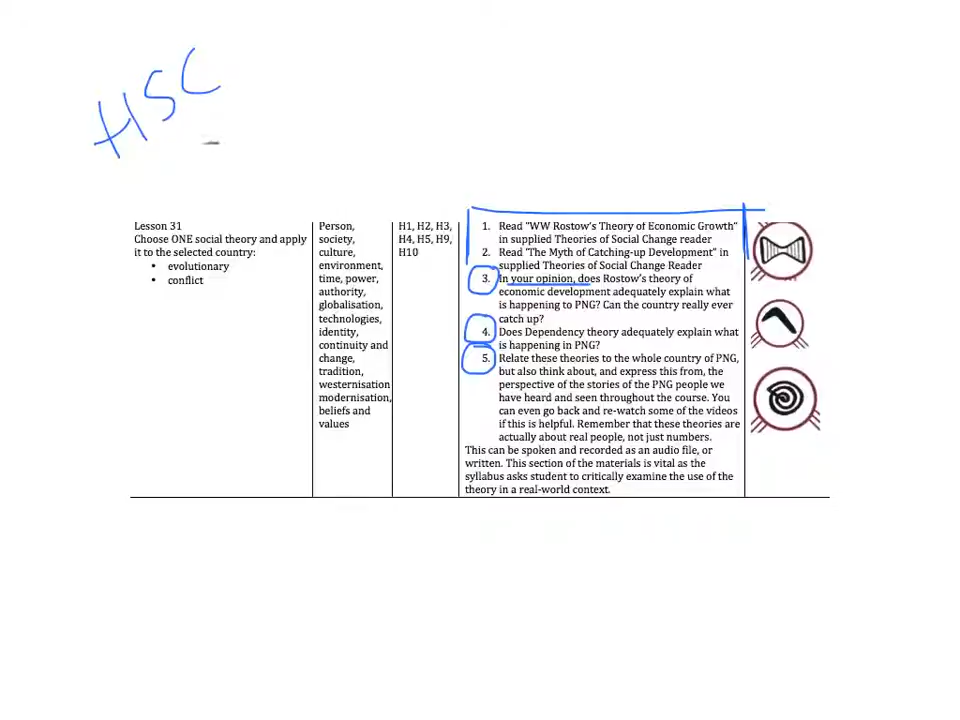 HSC
Lesson 31
Choose ONE social theory and apply
it to the selected country:
• evolutionary
• conflict
Person,
society,
culture,
environment,
time, power,
authority,
globalisation,
technologies,
identity,
continuity and
change,
tradition,
westernisation
modernisation,
beliefs and
values
H1, H2, H3,
H4, H5, H9,
H10
1. Read "WW Rostow's Theory of Economic Growth"
in supplied Theories of Social Change reader
2. Read "The Myth of Catching-up Development" in
supplied Theories of Social Change Reader
3. In your opinion, does Rostow's theory of
economic development adequately explain what
is happening to PNG? Can the country really ever
catch up?
4. Does Dependency theory adequately explain what
is happening in PNG?
5. Relate these theories to the whole country of PNG,
but also think about, and express this from, the
perspective of the stories of the PNG people we
have heard and seen throughout the course. You
can even go back and re-watch some of the videos
if this is helpful. Remember that these theories are
actually about real people, not just numbers.
This can be spoken and recorded as an audio file, or
written. This section of the materials is vital as the
syllabus asks student to critically examine the use of the
theory in a real-world context.